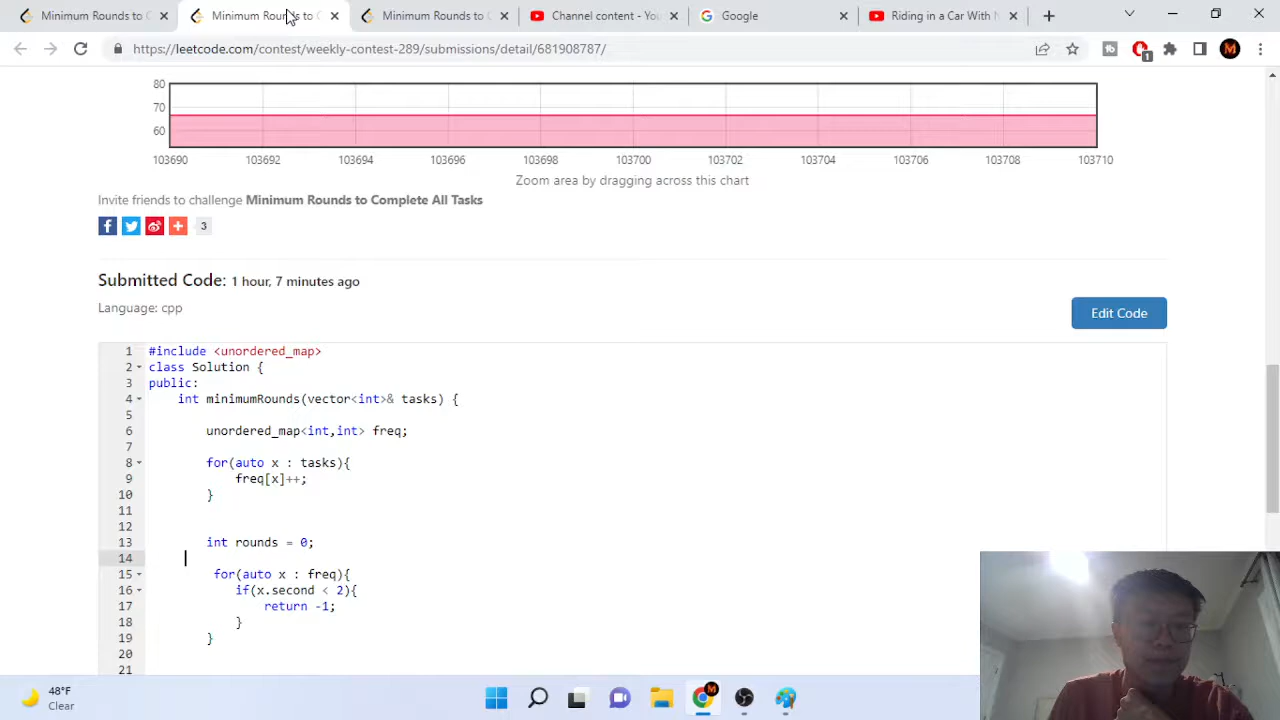 Minimum Rounds to C
Minimum Rounds to C
Minimum Rounds to C
Channel content - You
Google
Riding in a Car With N
https://leetcode.com/contest/weekly-contest-289/submissions/detail/681908787/
1
M
80
70
60
103690 103692 103694 103696 103698 103700 103702 103704 103706 103708 103710
Zoom area by dragging across this chart
Invite friends to challenge Minimum Rounds to Complete All Tasks
3
Submitted Code: 1 hour, 7 minutes ago
Language: cpp
Edit Code
1 #include <unordered_map>
2 class Solution {
3 public:
4 int minimumRounds(vector<int>& tasks) {
5
6 unordered_map<int,int> freq;
7
8 for(auto x : tasks){
9 freq[x]++;
10 }
11
12
13 int rounds = 0;
14
15 for(auto x : freq){
16 if(x.second < 2){
17 return -1;
18 }
19 }
20
21
48°F
Clear
M